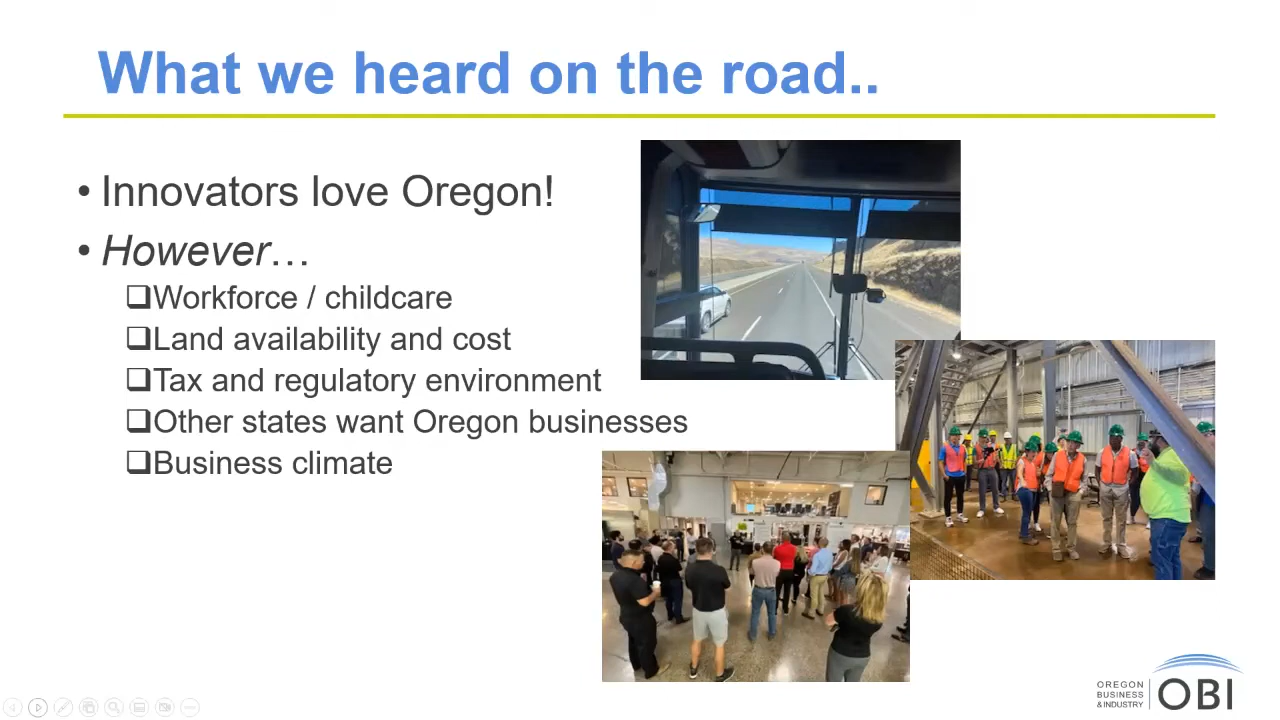 What we heard on the road..
• Innovators love Oregon!
• However…
❑Workforce / childcare
❑Land availability and cost
❑Tax and regulatory environment
❑Other states want Oregon businesses
❑Business climate
OREGON
BUSINESS
& INDUSTRY
OBI